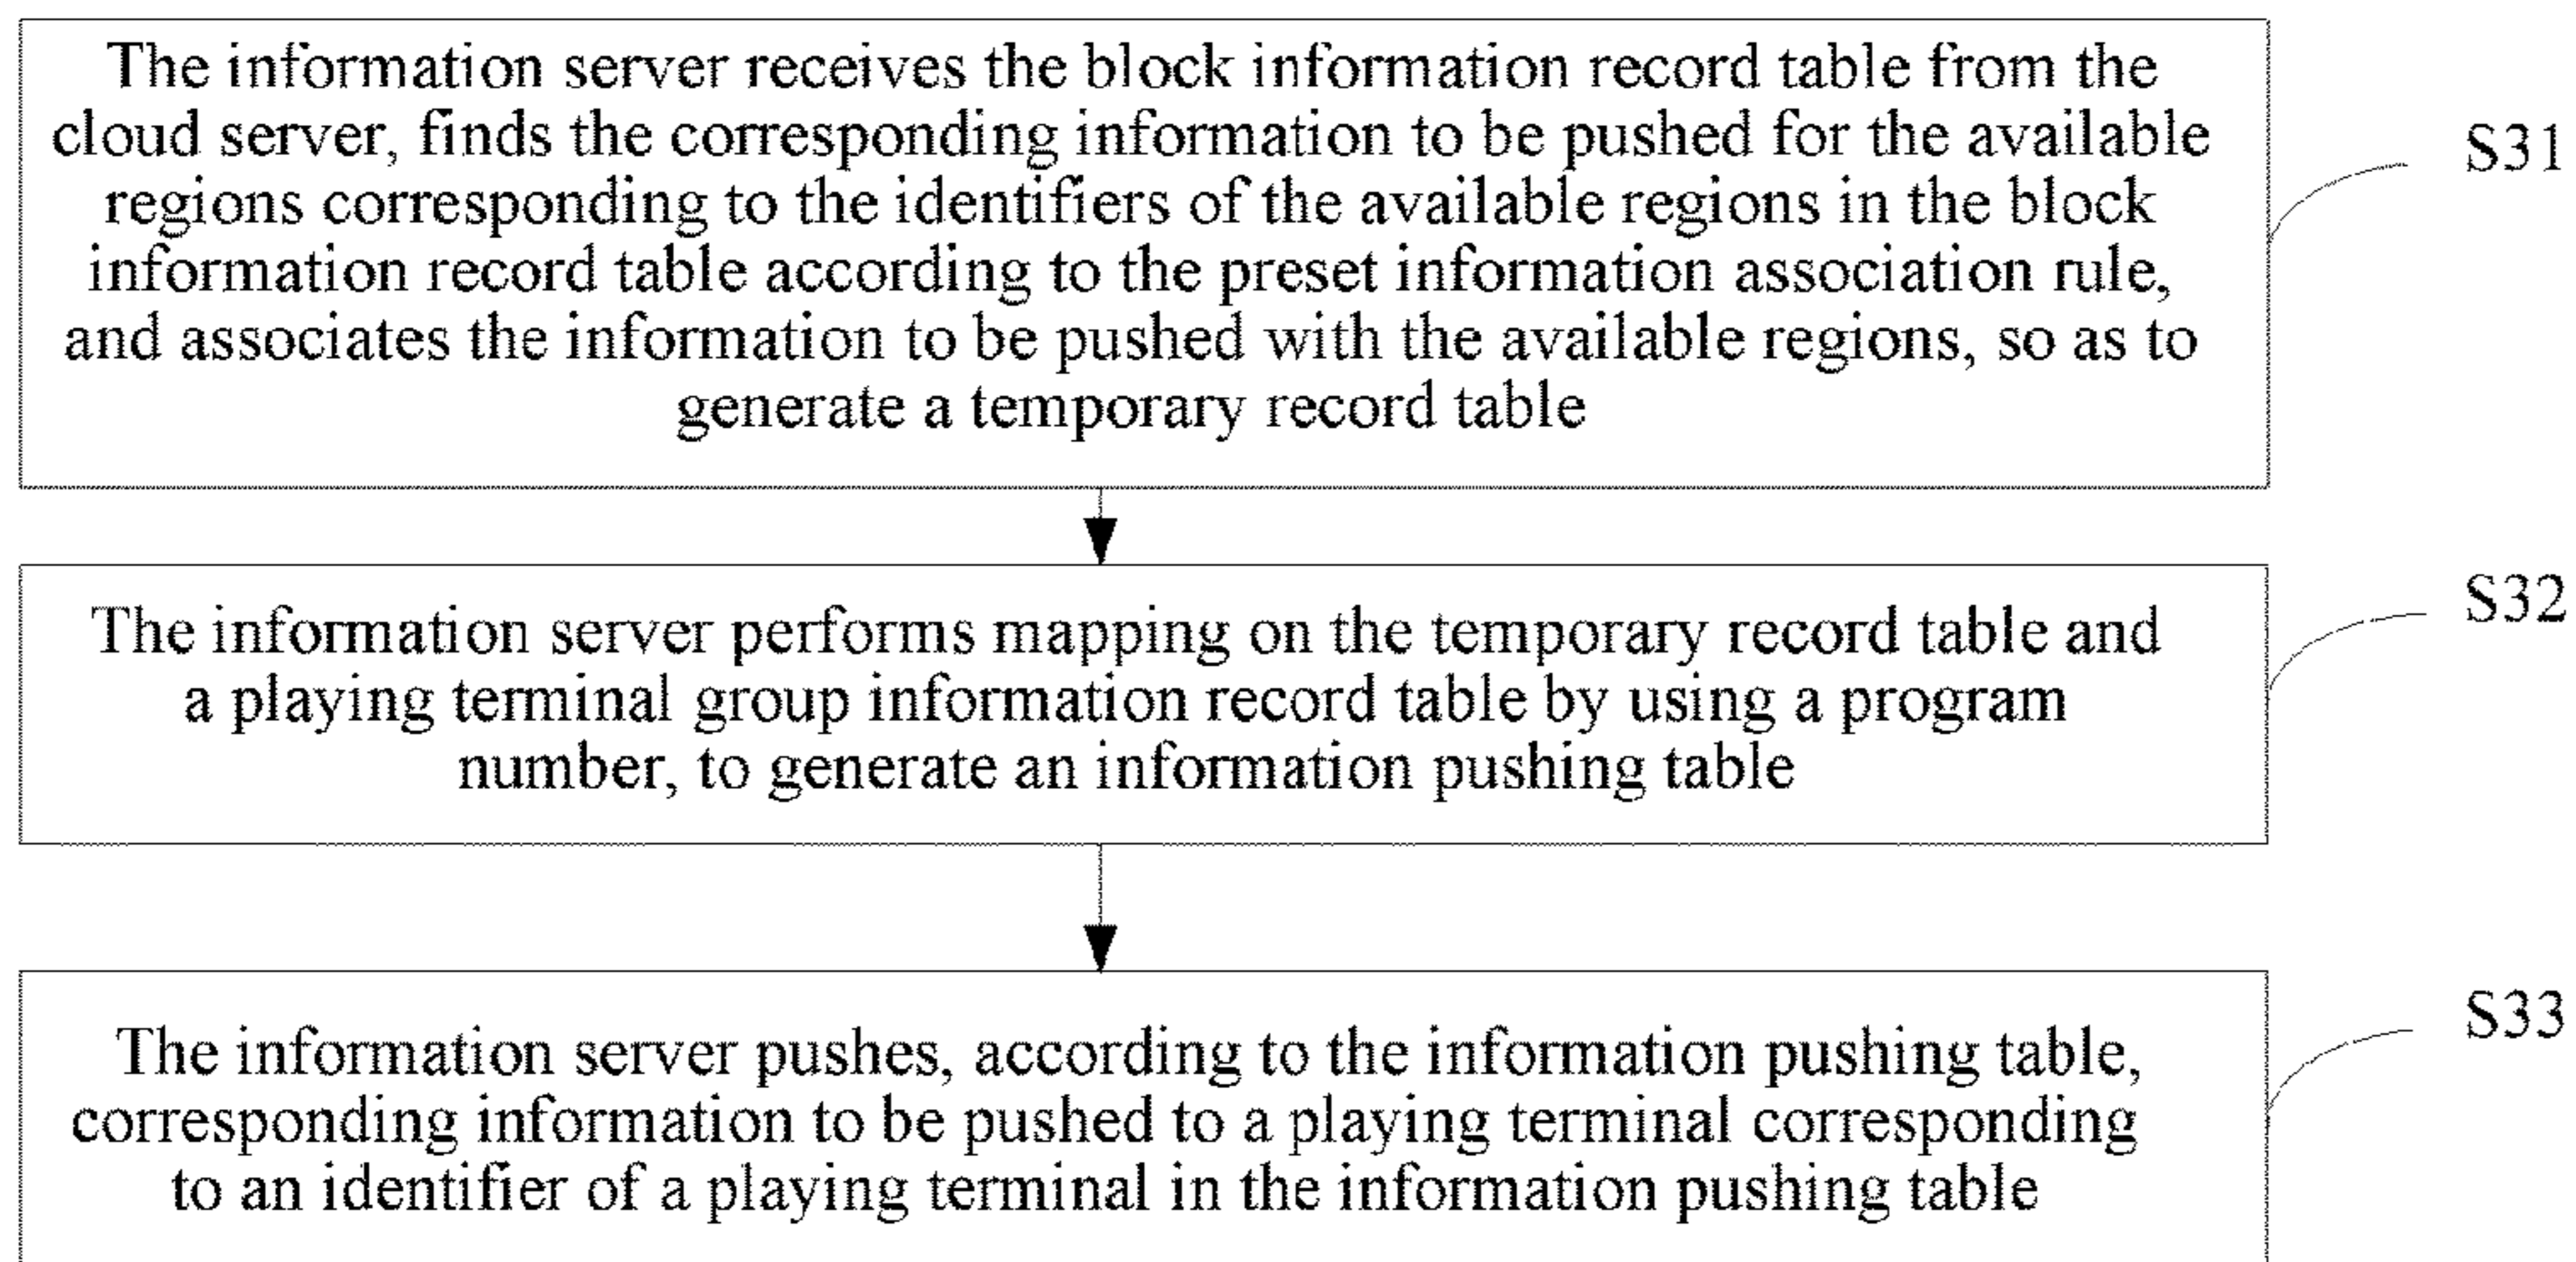 The information server receives the block information record table from the
cloud server, finds the corresponding information to be pushed for the available
regions corresponding to the identifiers of the available regions in the block
information record table according to the preset information association rule,
and associates the information to be pushed with the available regions, so as to
generate a temporary record table
S31
The information server performs mapping on the temporary record table and
a playing terminal group information record table by using a program
number, to generate an information pushing table
S32
The information server pushes, according to the information pushing table,
corresponding information to be pushed to a playing terminal corresponding
to an identifier of a playing terminal in the information pushing table
S33